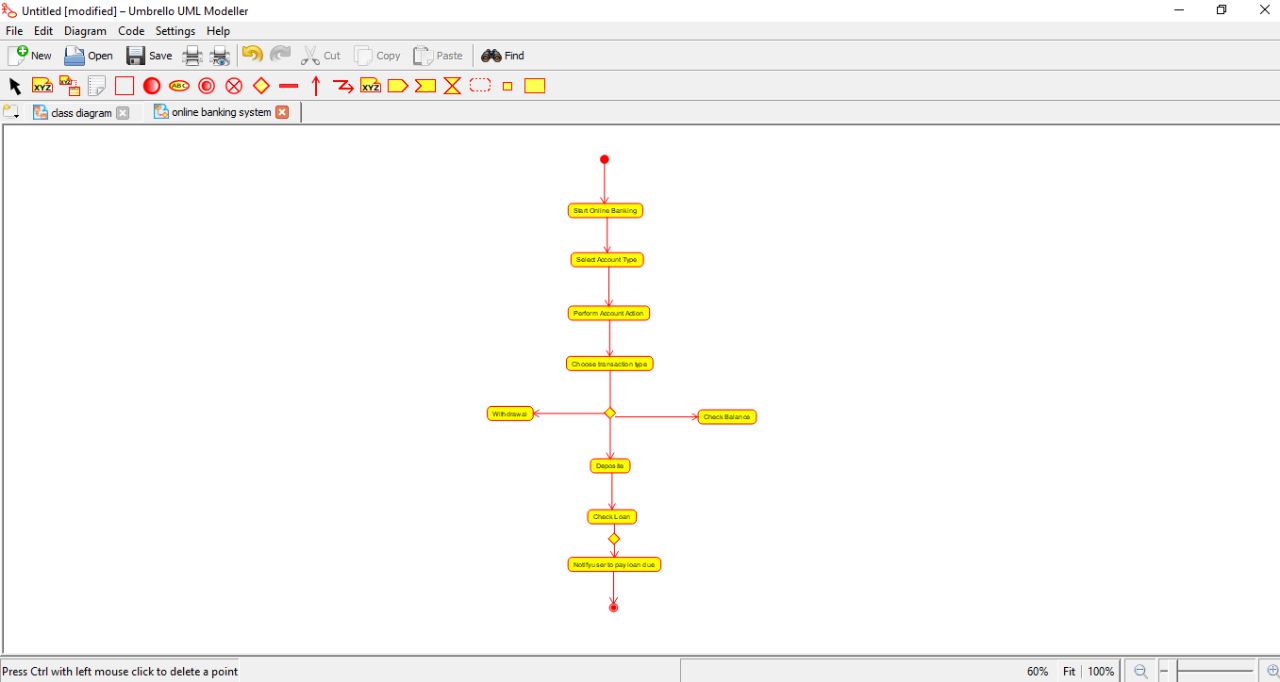 Untitled [modified] – Umbrello UML Modeller
File Edit Diagram Code Settings Help
New Open Save Cut Copy Paste Find
XYZ XYZ ABC XYZ
class diagram online banking system
Start Online Banking
Select Account Type
Perform Account Action
Choose transaction type
Withdrawal Check Balance
Deposite
Check Loan
Notifyuser to pay loan due
Press Ctrl with left mouse click to delete a point 60% Fit 100%